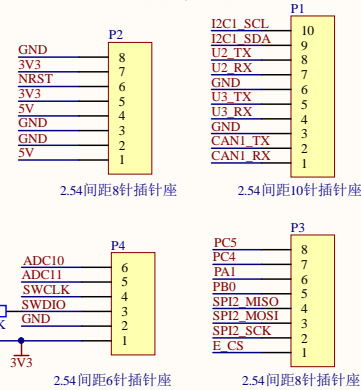 P2
GND 8
3V3 7
NRST 6
3V3 5
5V 4
GND 3
GND 2
5V 1
2.54间距8针插针座
P1
I2C1_SCL 10
I2C1_SDA 9
U2_TX 8
U2_RX 7
GND 6
U3_TX 5
U3_RX 4
GND 3
CAN1_TX 2
CAN1_RX 1
2.54间距10针插针座
P4
ADC10 6
ADC11 5
SWCLK 4
SWDIO 3
GND 2
1
K
3V3
2.54间距6针插针座
P3
PC5 8
PC4 7
PA1 6
PB0 5
SPI2_MISO 4
SPI2_MOSI 3
SPI2_SCK 2
E_CS 1
2.54间距8针插针座